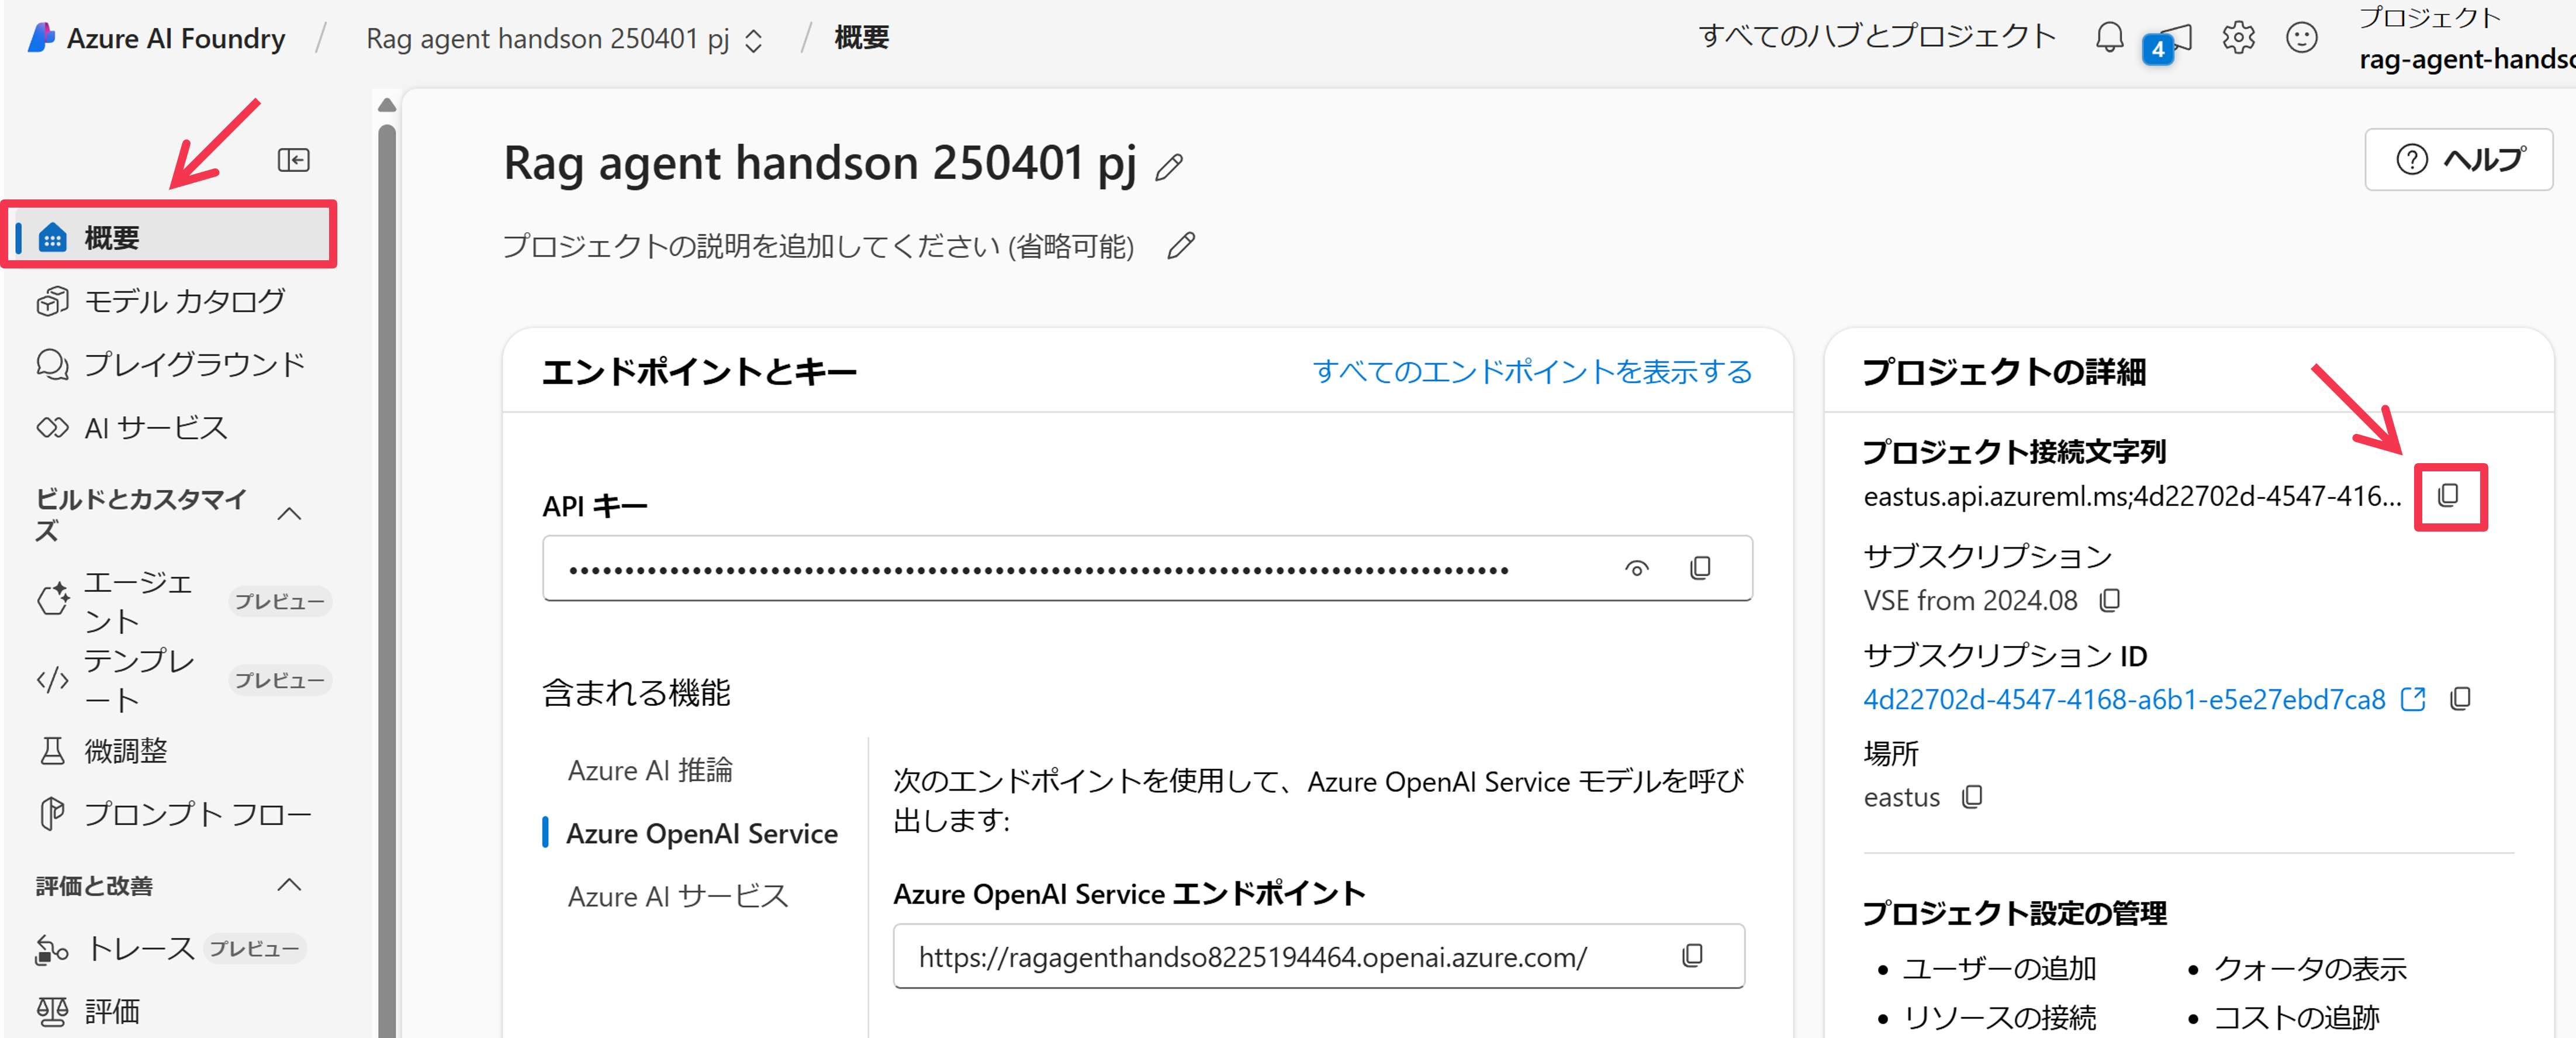 Azure AI Foundry / Rag agent handson 250401 pj / 概要
すべてのハブとプロジェクト
4
プロジェクト
rag-agent-handso
概要
モデル カタログ
プレイグラウンド
AI サービス
ビルドとカスタマイ
ズ
エージェ
ント
プレビュー
テンプレ
ート
プレビュー
微調整
プロンプト フロー
評価と改善
トレース プレビュー
評価
Rag agent handson 250401 pj
ヘルプ
プロジェクトの説明を追加してください (省略可能)
エンドポイントとキー
すべてのエンドポイントを表示する
API キー
••••••••••••••••••••••••••••••••••••••••••••••••••••••••••••••••••••••••••••••••••••
含まれる機能
Azure AI 推論
Azure OpenAI Service
Azure AI サービス
次のエンドポイントを使用して、Azure OpenAI Service モデルを呼び
出します:
Azure OpenAI Service エンドポイント
https://ragagenthandso8225194464.openai.azure.com/
プロジェクトの詳細
プロジェクト接続文字列
eastus.api.azureml.ms;4d22702d-4547-416...
サブスクリプション
VSE from 2024.08
サブスクリプション ID
4d22702d-4547-4168-a6b1-e5e27ebd7ca8
場所
eastus
プロジェクト設定の管理
• ユーザーの追加
• クォータの表示
• リソースの接続
• コストの追跡